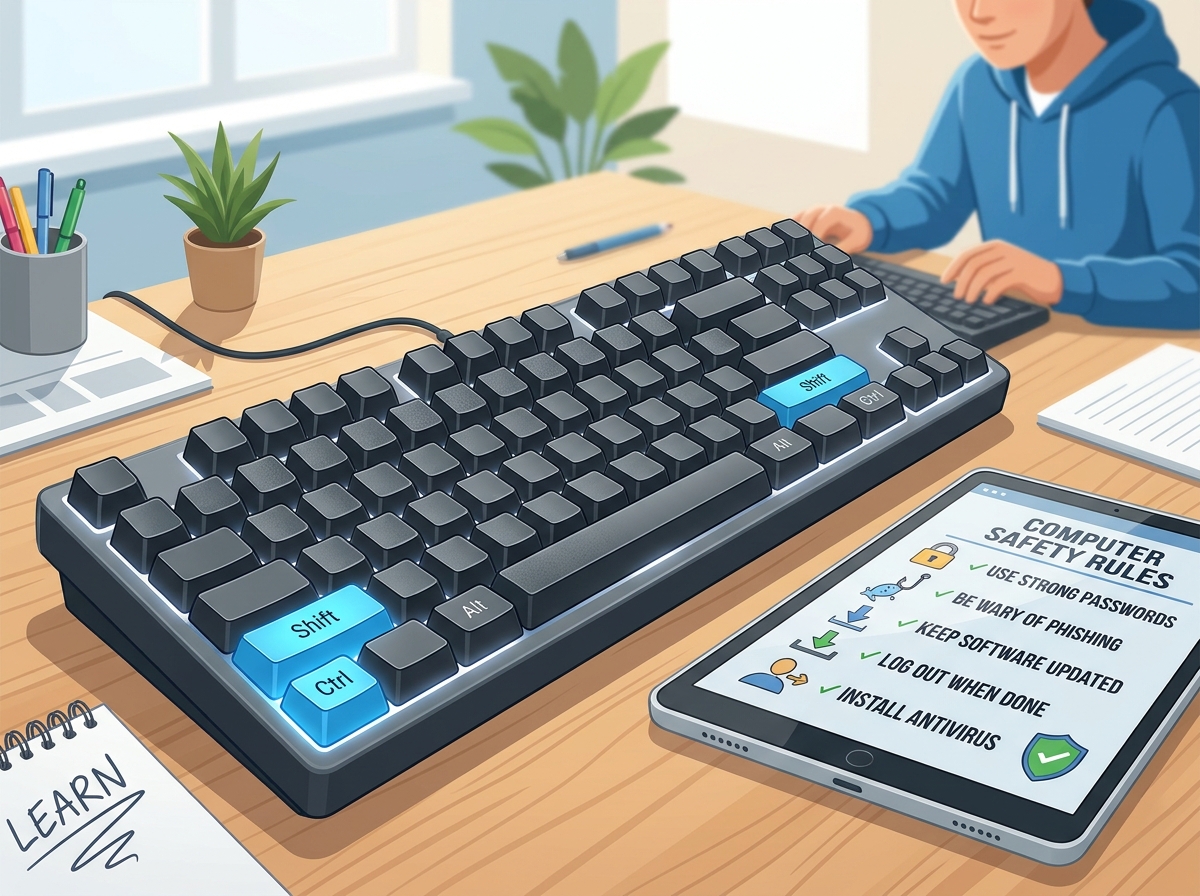 Shift
Ctrl
Alt
Shift
Ctrl
Alt
LEARN
COMPUTER
SAFETY RULES
✓ USE STRONG PASSWORDS
✓ BE WARY OF PHISHING
✓ KEEP SOFTWARE UPDATED
✓ LOG OUT WHEN DONE
✓ INSTALL ANTIVIRUS